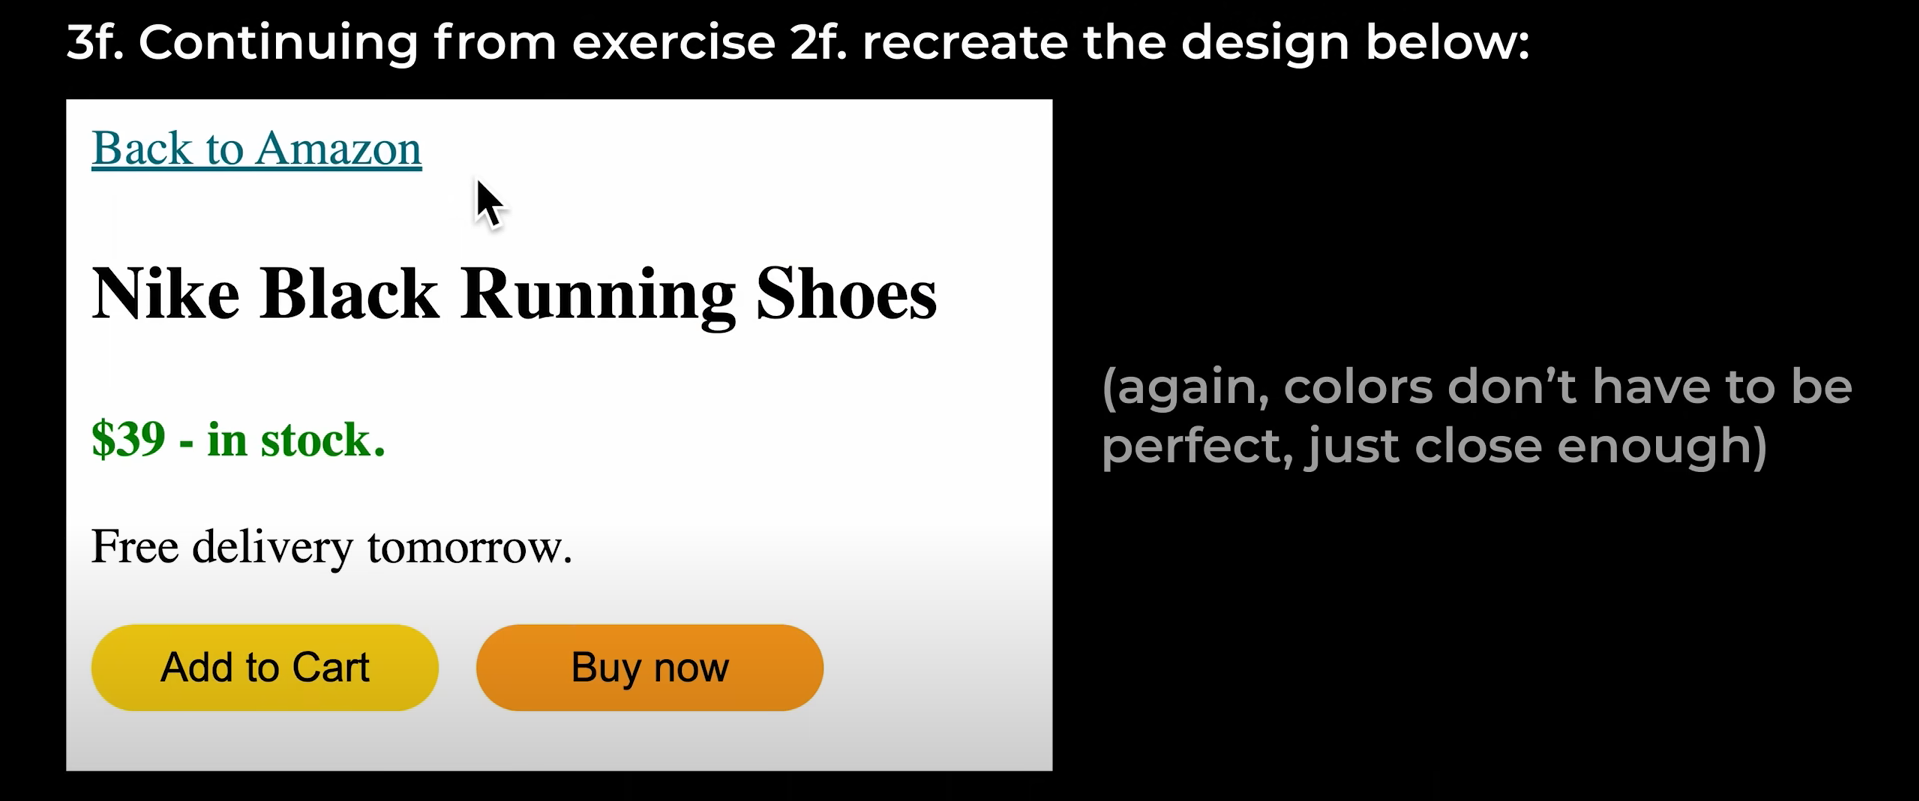 3f. Continuing from exercise 2f. recreate the design below:
Back to Amazon
Nike Black Running Shoes
$39 - in stock.
Free delivery tomorrow.
Add to Cart
Buy now
(again, colors don’t have to be
perfect, just close enough)